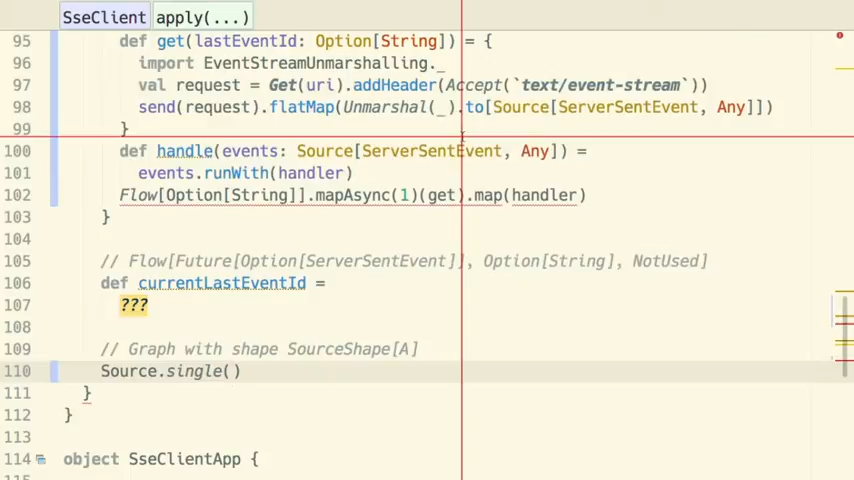 SseClient apply(...)
95 def get(lastEventId: Option[String]) = {
96 import EventStreamUnmarshalling._
97 val request = Get(uri).addHeader(Accept(`text/event-stream`))
98 send(request).flatMap(Unmarshal(_).to[Source[ServerSentEvent, Any]])
99 }
100 def handle(events: Source[ServerSentEvent, Any]) =
101 events.runWith(handler)
102 Flow[Option[String]].mapAsync(1)(get).map(handler)
103 }
104
105 // Flow[Future[Option[ServerSentEvent]], Option[String], NotUsed]
106 def currentLastEventId =
107 ???
108
109 // Graph with shape SourceShape[A]
110 Source.single()
111 }
112 }
113
114 object SseClientApp {